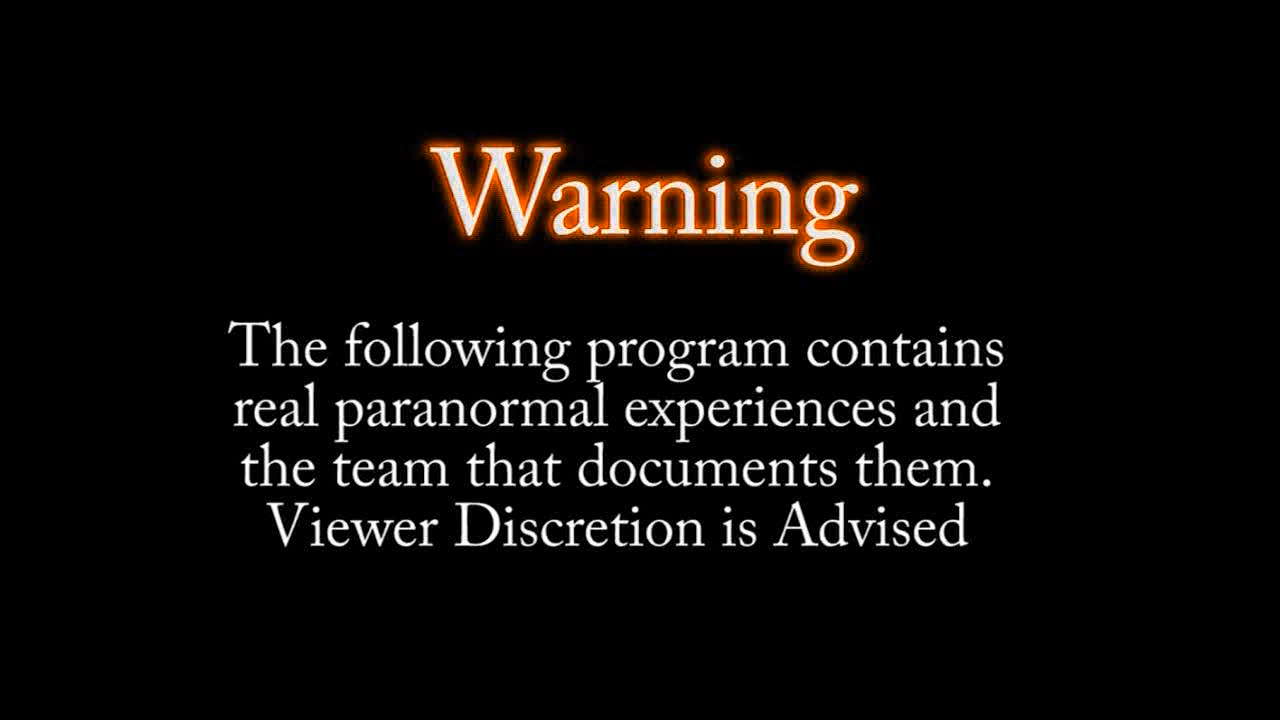 Warning
The following program contains
real paranormal experiences and
the team that documents them.
Viewer Discretion is Advised